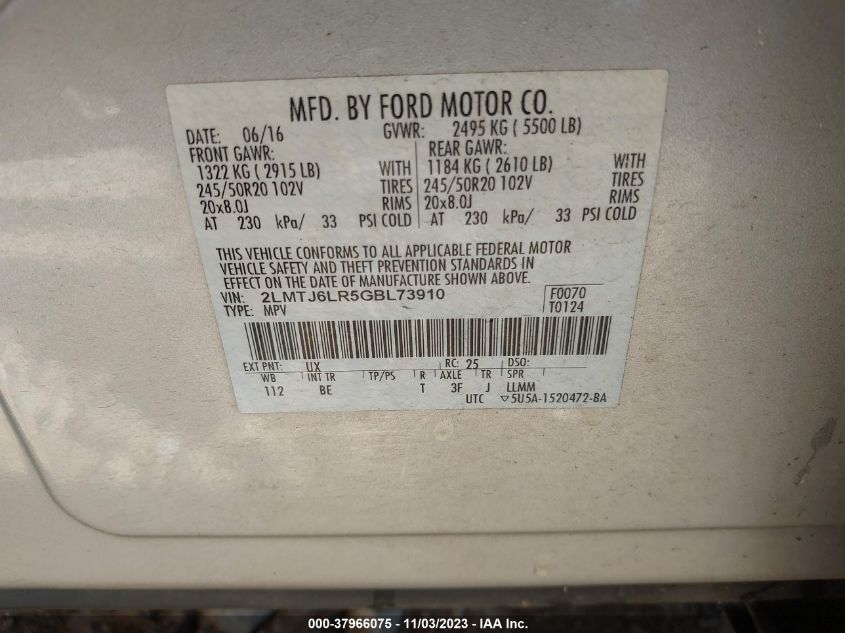 MFD. BY FORD MOTOR CO.
DATE: 06/16 GVWR: 2495 KG ( 5500 LB)
FRONT GAWR: REAR GAWR:
1322 KG ( 2915 LB) WITH 1184 KG ( 2610 LB) WITH
245/50R20 102V TIRES 245/50R20 102V TIRES
20x8.0J RIMS 20x8.0J RIMS
AT 230 kPa/ 33 PSI COLD AT 230 kPa/ 33 PSI COLD
THIS VEHICLE CONFORMS TO ALL APPLICABLE FEDERAL MOTOR
VEHICLE SAFETY AND THEFT PREVENTION STANDARDS IN
EFFECT ON THE DATE OF MANUFACTURE SHOWN ABOVE.
VIN: 2LMTJ6LR5GBL73910 F0070
TYPE: MPV T0124
EXT PNT: UX RC: 25 DSO:
WB INT TR TP/PS R AXLE TR SPR
112 BE T 3F J LLMM
UTC ▽5U5A-1520472-BA
000-37966075 - 11/03/2023 - IAA Inc.